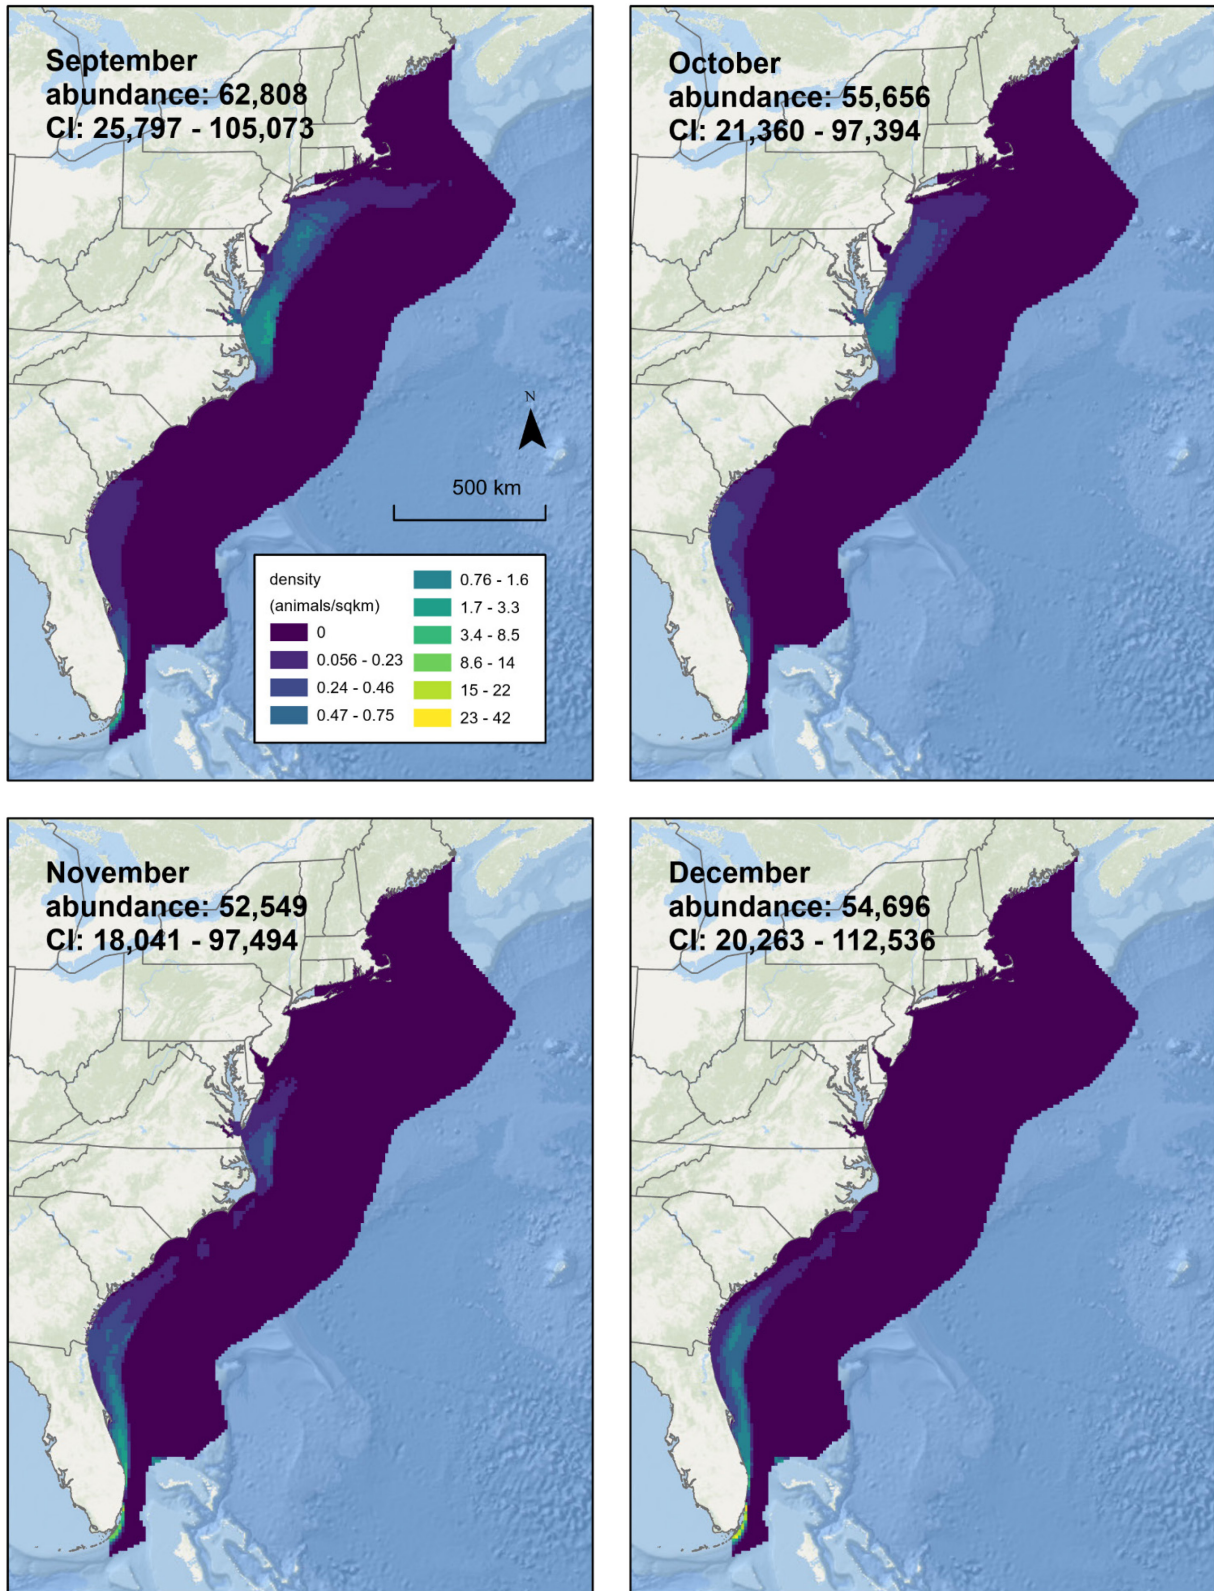 September
abundance: 62,808
CI: 25,797 - 105,073
N
500 km
density
(animals/sqkm)
0
0.056 - 0.23
0.24 - 0.46
0.47 - 0.75
0.76 - 1.6
1.7 - 3.3
3.4 - 8.5
8.6 - 14
15 - 22
23 - 42
October
abundance: 55,656
CI: 21,360 - 97,394
November
abundance: 52,549
CI: 18,041 - 97,494
December
abundance: 54,696
CI: 20,263 - 112,536